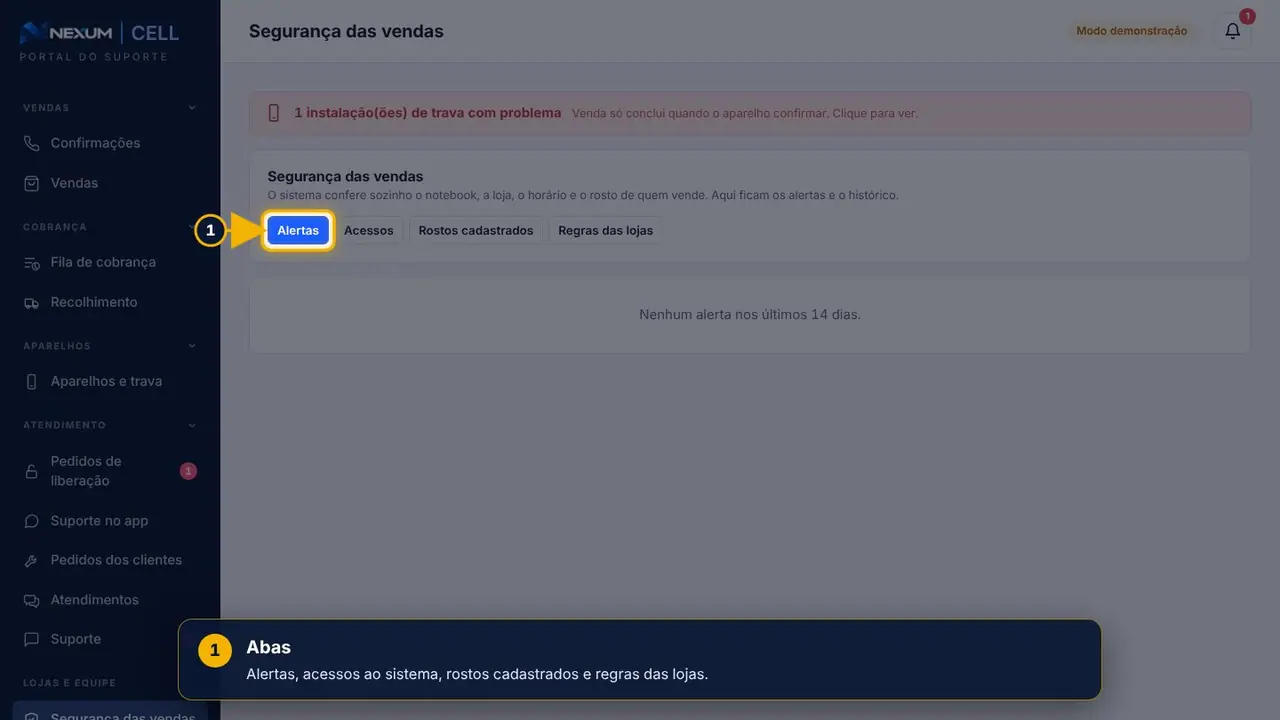 NEXUM | CELL
PORTAL DO SUPORTE
VENDAS
Confirmações
Vendas
COBRANÇA
Fila de cobrança
Recolhimento
APARELHOS
Aparelhos e trava
ATENDIMENTO
Pedidos de
liberação
1
Suporte no app
Pedidos dos clientes
Atendimentos
Suporte
LOJAS E EQUIPE
Segurança das vendas
Segurança das vendas
Modo demonstração
1
1 instalação(ões) de trava com problema Venda só conclui quando o aparelho confirmar. Clique para ver.
Segurança das vendas
O sistema confere sozinho o notebook, a loja, o horário e o rosto de quem vende. Aqui ficam os alertas e o histórico.
1
Alertas Acessos Rostos cadastrados Regras das lojas
Nenhum alerta nos últimos 14 dias.
1
Abas
Alertas, acessos ao sistema, rostos cadastrados e regras das lojas.